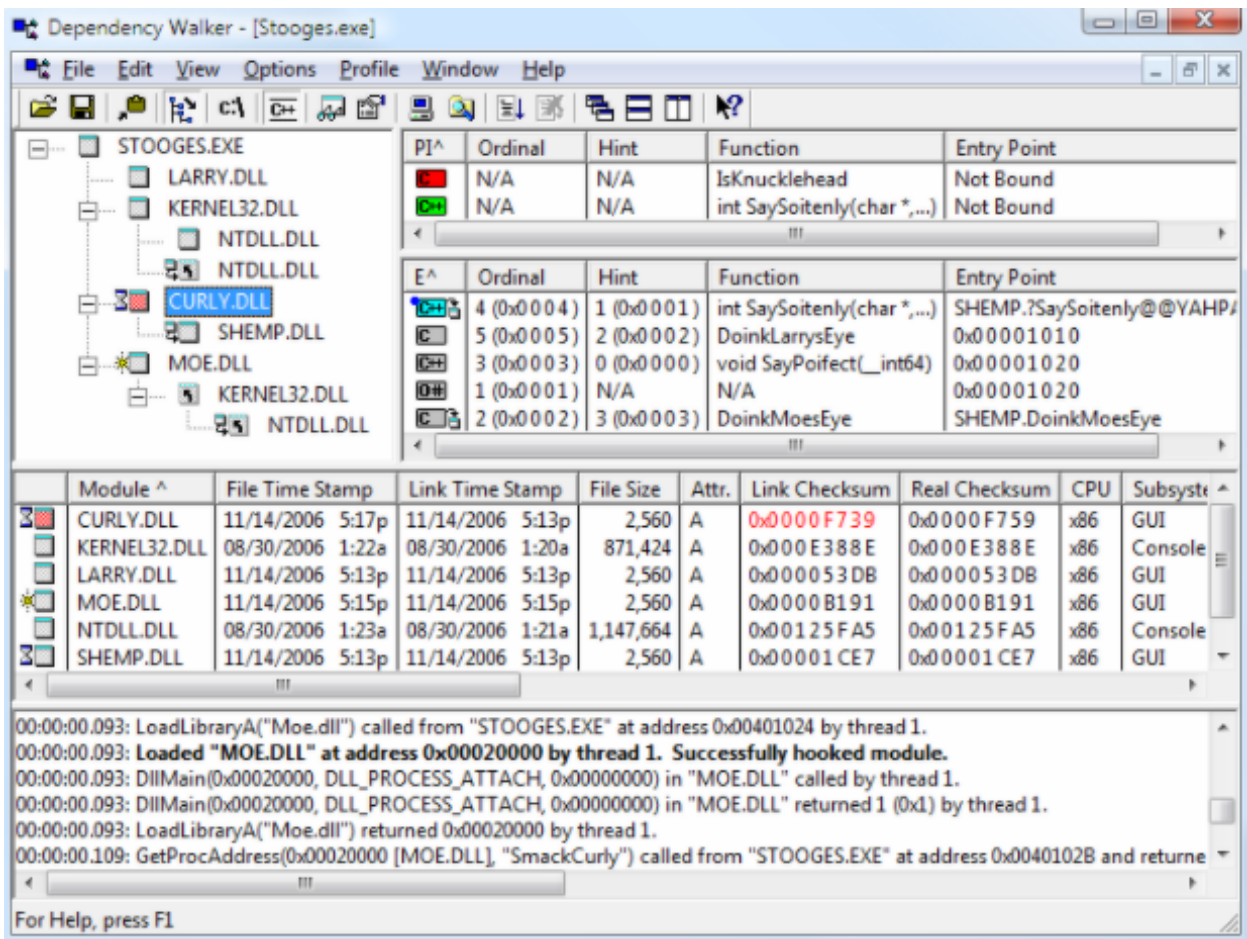 Dependency Walker - [Stooges.exe]
File Edit View Options Profile Window Help
c:\ C++
STOOGES.EXE
LARRY.DLL
KERNEL32.DLL
NTDLL.DLL
NTDLL.DLL
CURLY.DLL
SHEMP.DLL
MOE.DLL
KERNEL32.DLL
NTDLL.DLL
PI^ Ordinal Hint Function Entry Point
C N/A N/A IsKnucklehead Not Bound
C++ N/A N/A int SaySoitenly(char *,...) Not Bound
E^ Ordinal Hint Function Entry Point
C++ 4 (0x0004) 1 (0x0001) int SaySoitenly(char *,...) SHEMP.?SaySoitenly@@YAHPA
C 5 (0x0005) 2 (0x0002) DoinkLarrysEye 0x00001010
C++ 3 (0x0003) 0 (0x0000) void SayPoifect(__int64) 0x00001020
O# 1 (0x0001) N/A N/A 0x00001020
C 2 (0x0002) 3 (0x0003) DoinkMoesEye SHEMP.DoinkMoesEye
Module ^ File Time Stamp Link Time Stamp File Size Attr. Link Checksum Real Checksum CPU Subsyste
CURLY.DLL 11/14/2006 5:17p 11/14/2006 5:13p 2,560 A 0x0000F739 0x0000F759 x86 GUI
KERNEL32.DLL 08/30/2006 1:22a 08/30/2006 1:20a 871,424 A 0x000E388E 0x000E388E x86 Console
LARRY.DLL 11/14/2006 5:13p 11/14/2006 5:13p 2,560 A 0x000053DB 0x000053DB x86 GUI
MOE.DLL 11/14/2006 5:15p 11/14/2006 5:15p 2,560 A 0x0000B191 0x0000B191 x86 GUI
NTDLL.DLL 08/30/2006 1:23a 08/30/2006 1:21a 1,147,664 A 0x00125FA5 0x00125FA5 x86 Console
SHEMP.DLL 11/14/2006 5:13p 11/14/2006 5:13p 2,560 A 0x00001CE7 0x00001CE7 x86 GUI
00:00:00.093: LoadLibraryA("Moe.dll") called from "STOOGES.EXE" at address 0x00401024 by thread 1.
00:00:00.093: Loaded "MOE.DLL" at address 0x00020000 by thread 1. Successfully hooked module.
00:00:00.093: DllMain(0x00020000, DLL_PROCESS_ATTACH, 0x00000000) in "MOE.DLL" called by thread 1.
00:00:00.093: DllMain(0x00020000, DLL_PROCESS_ATTACH, 0x00000000) in "MOE.DLL" returned 1 (0x1) by thread 1.
00:00:00.093: LoadLibraryA("Moe.dll") returned 0x00020000 by thread 1.
00:00:00.109: GetProcAddress(0x00020000 [MOE.DLL], "SmackCurly") called from "STOOGES.EXE" at address 0x0040102B and returne
For Help, press F1